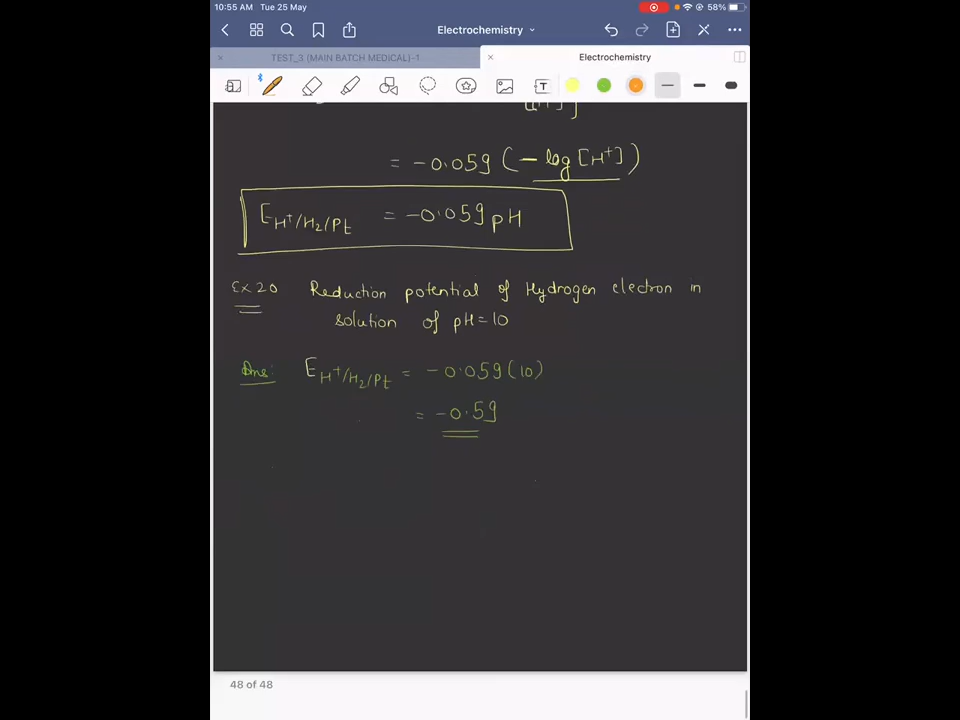 10:55 AM Tue 25 May
58%
Electrochemistry
TEST_3 (MAIN BATCH MEDICAL)-1
Electrochemistry
= -0.059 (- log [H+])
E H+/H2/Pt = -0.059 pH
Ex 20 Reduction potential of Hydrogen electron in
solution of pH=10
Ans: E H+/H2/Pt = -0.059(10)
= -0.59
48 of 48